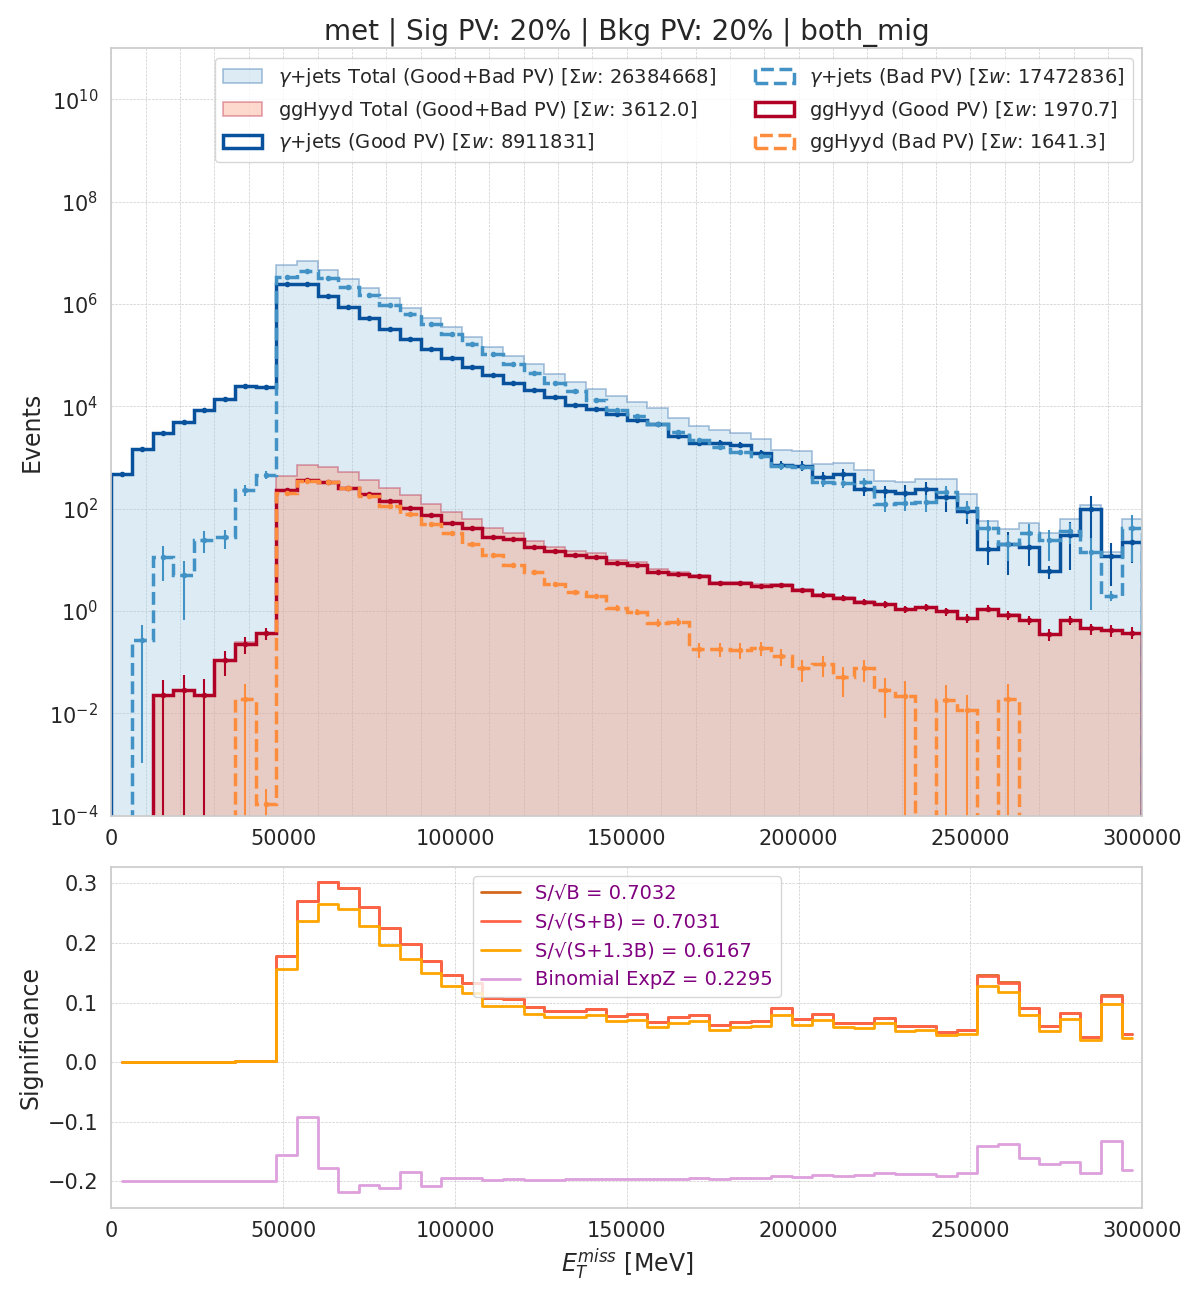 met | Sig PV: 20% | Bkg PV: 20% | both_mig
γ+jets Total (Good+Bad PV) [Σw: 26384668]
ggHyyd Total (Good+Bad PV) [Σw: 3612.0]
γ+jets (Good PV) [Σw: 8911831]
γ+jets (Bad PV) [Σw: 17472836]
ggHyyd (Good PV) [Σw: 1970.7]
ggHyyd (Bad PV) [Σw: 1641.3]
Events
10^10
10^8
10^6
10^4
10^2
10^0
10^−2
10^−4
0 50000 100000 150000 200000 250000 300000
S/√B = 0.7032
S/√(S+B) = 0.7031
S/√(S+1.3B) = 0.6167
Binomial ExpZ = 0.2295
Significance
0.3
0.2
0.1
0.0
−0.1
−0.2
0 50000 100000 150000 200000 250000 300000
E_T^miss [MeV]